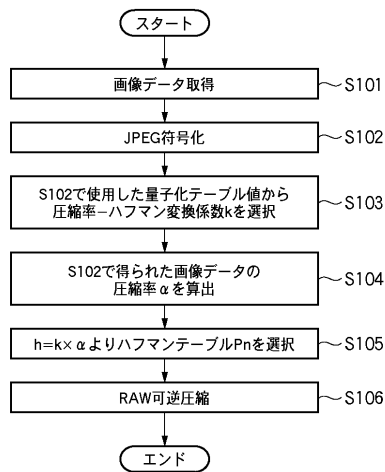 スタート
画像データ取得
S101
JPEG符号化
S102
S102で使用した量子化テーブル値から
圧縮率−ハフマン変換係数kを選択
S103
S102で得られた画像データの
圧縮率αを算出
S104
h=k×αよりハフマンテーブルPnを選択
S105
RAW可逆圧縮
S106
エンド